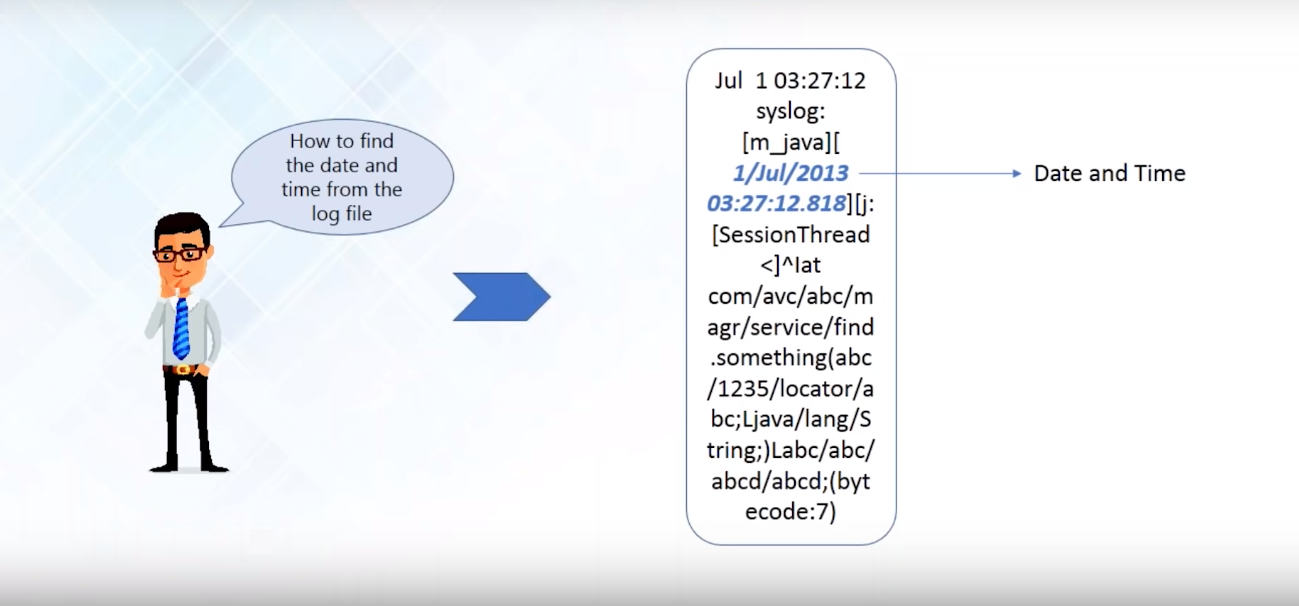 How to find
the date and
time from the
log file
Jul 1 03:27:12
syslog:
[m_java][
1/Jul/2013
03:27:12.818][j:
[SessionThread
<]^Iat
com/avc/abc/m
agr/service/find
.something(abc
/1235/locator/a
bc;Ljava/lang/S
tring;)Labc/abc/
abcd/abcd;(byt
ecode:7)
Date and Time